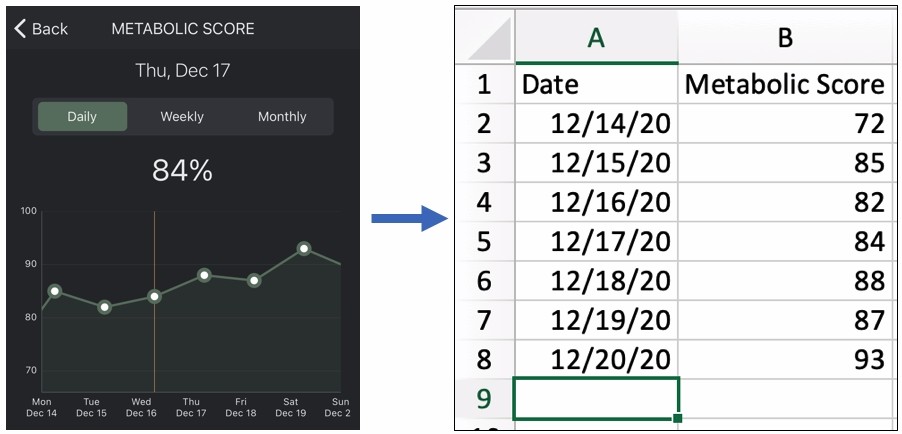 Back METABOLIC SCORE
Thu, Dec 17
Daily Weekly Monthly
84%
100
90
80
70
Mon Tue Wed Thu Fri Sat Sun
Dec 14 Dec 15 Dec 16 Dec 17 Dec 18 Dec 19 Dec 2
A B
1 Date Metabolic Score
2 12/14/20 72
3 12/15/20 85
4 12/16/20 82
5 12/17/20 84
6 12/18/20 88
7 12/19/20 87
8 12/20/20 93
9